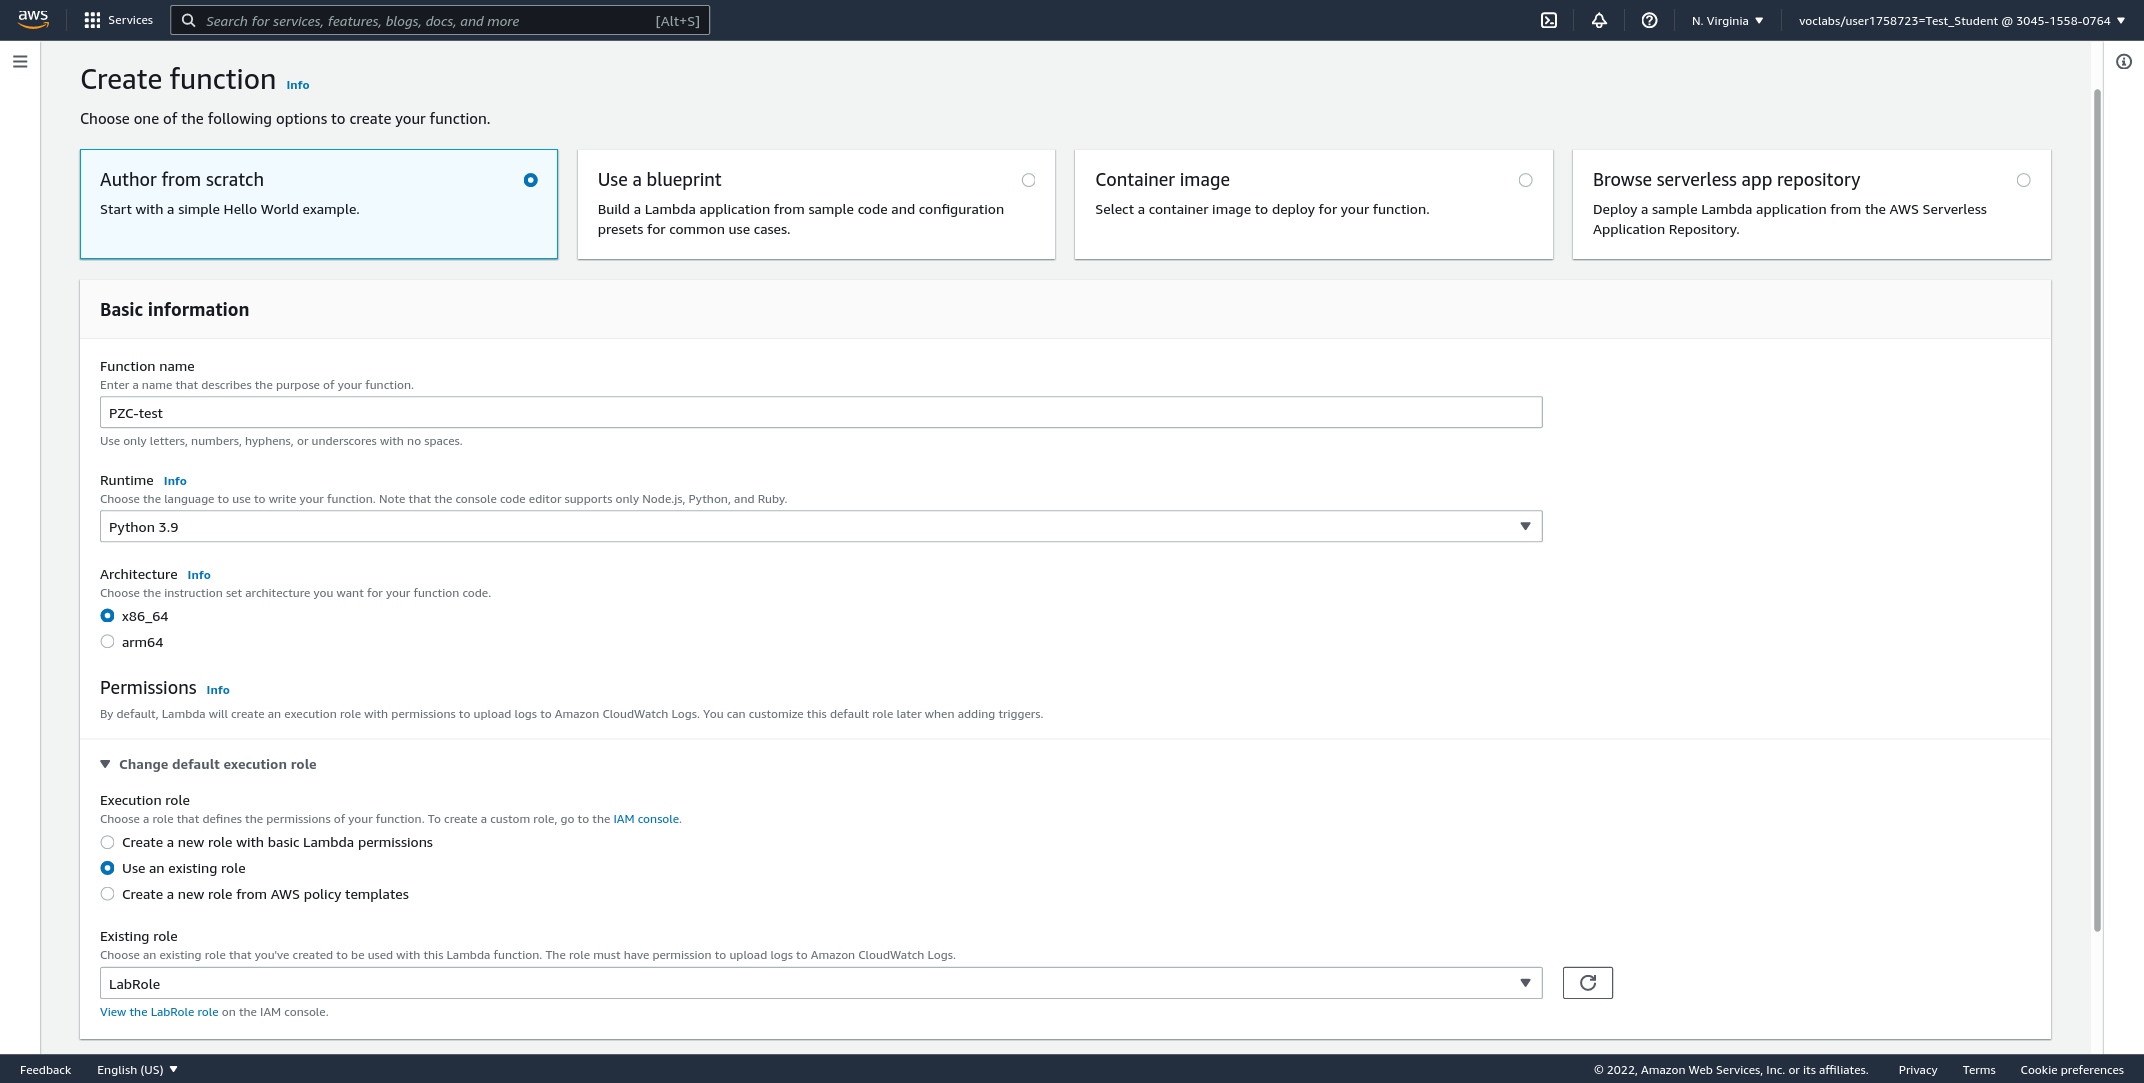 aws
Services
Search for services, features, blogs, docs, and more
[Alt+S]
N. Virginia
voclabs/user1758723=Test_Student @ 3045-1558-0764
Create function Info
Choose one of the following options to create your function.
Author from scratch
Start with a simple Hello World example.
Use a blueprint
Build a Lambda application from sample code and configuration
presets for common use cases.
Container image
Select a container image to deploy for your function.
Browse serverless app repository
Deploy a sample Lambda application from the AWS Serverless
Application Repository.
Basic information
Function name
Enter a name that describes the purpose of your function.
PZC-test
Use only letters, numbers, hyphens, or underscores with no spaces.
Runtime Info
Choose the language to use to write your function. Note that the console code editor supports only Node.js, Python, and Ruby.
Python 3.9
Architecture Info
Choose the instruction set architecture you want for your function code.
x86_64
arm64
Permissions Info
By default, Lambda will create an execution role with permissions to upload logs to Amazon CloudWatch Logs. You can customize this default role later when adding triggers.
Change default execution role
Execution role
Choose a role that defines the permissions of your function. To create a custom role, go to the IAM console.
Create a new role with basic Lambda permissions
Use an existing role
Create a new role from AWS policy templates
Existing role
Choose an existing role that you've created to be used with this Lambda function. The role must have permission to upload logs to Amazon CloudWatch Logs.
LabRole
View the LabRole role on the IAM console.
Feedback
English (US)
© 2022, Amazon Web Services, Inc. or its affiliates.
Privacy
Terms
Cookie preferences